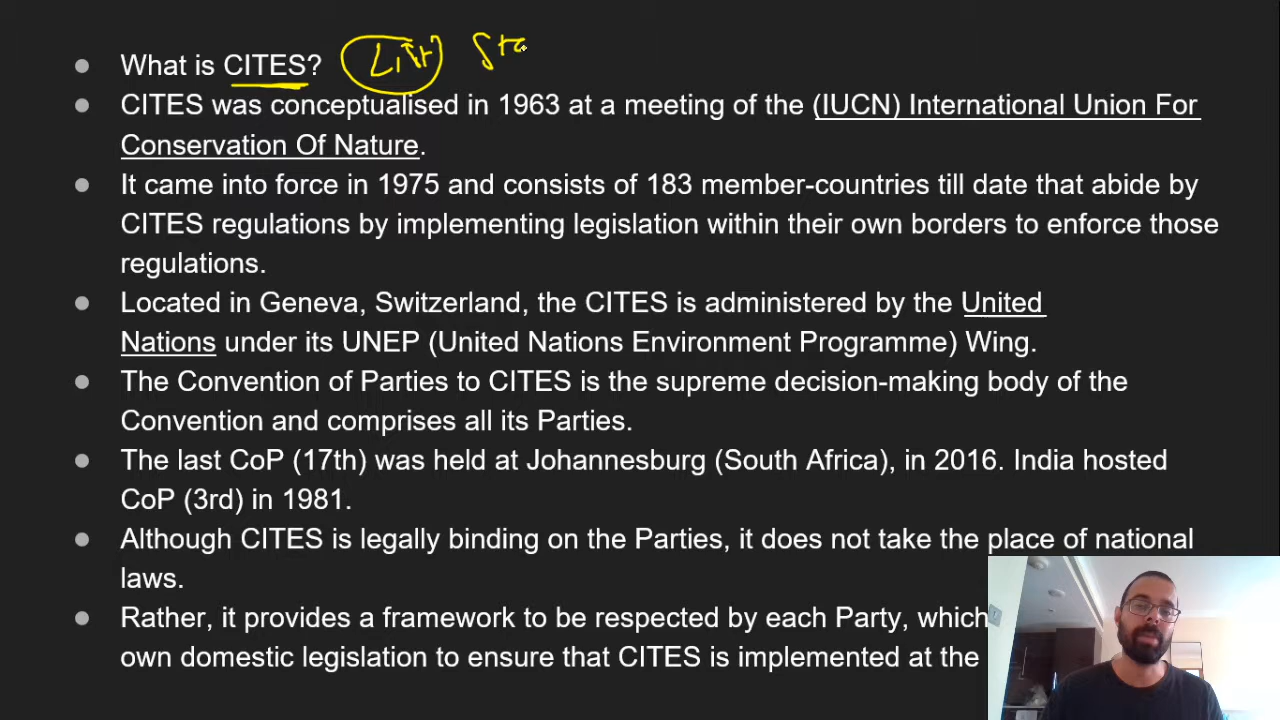 What is CITES? List
CITES was conceptualised in 1963 at a meeting of the (IUCN) International Union For
Conservation Of Nature.
It came into force in 1975 and consists of 183 member-countries till date that abide by
CITES regulations by implementing legislation within their own borders to enforce those
regulations.
Located in Geneva, Switzerland, the CITES is administered by the United
Nations under its UNEP (United Nations Environment Programme) Wing.
The Convention of Parties to CITES is the supreme decision-making body of the
Convention and comprises all its Parties.
The last CoP (17th) was held at Johannesburg (South Africa), in 2016. India hosted
CoP (3rd) in 1981.
Although CITES is legally binding on the Parties, it does not take the place of national
laws.
Rather, it provides a framework to be respected by each Party, which
own domestic legislation to ensure that CITES is implemented at the